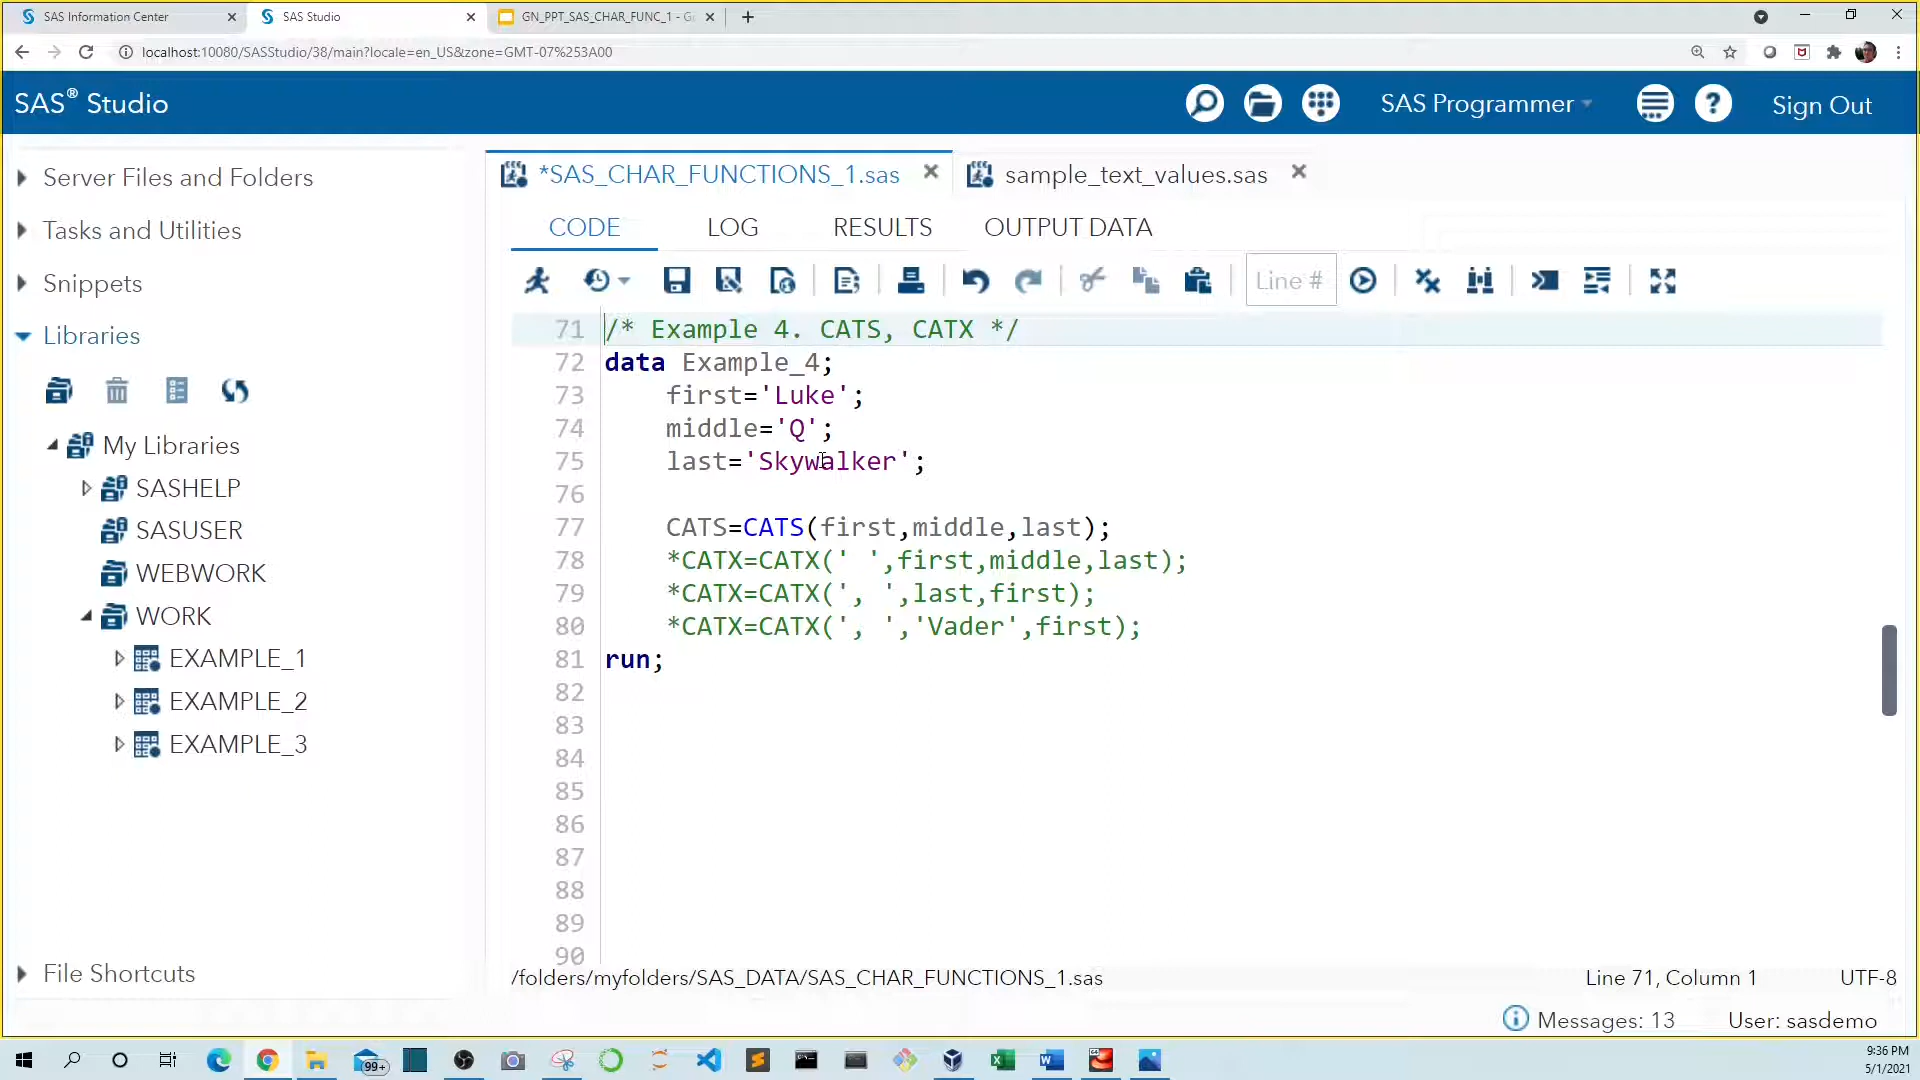 SAS Information Center
SAS Studio
GN_PPT_SAS_CHAR_FUNC_1 - G
localhost:10080/SASStudio/38/main?locale=en_US&zone=GMT-07%253A00
SAS® Studio
SAS Programmer
Sign Out
Server Files and Folders
Tasks and Utilities
Snippets
Libraries
My Libraries
SASHELP
SASUSER
WEBWORK
WORK
EXAMPLE_1
EXAMPLE_2
EXAMPLE_3
File Shortcuts
*SAS_CHAR_FUNCTIONS_1.sas
sample_text_values.sas
CODE LOG RESULTS OUTPUT DATA
Line #
71 /* Example 4. CATS, CATX */
72 data Example_4;
73 first='Luke';
74 middle='Q';
75 last='Skywalker';
76
77 CATS=CATS(first,middle,last);
78 *CATX=CATX(' ',first,middle,last);
79 *CATX=CATX(', ',last,first);
80 *CATX=CATX(', ','Vader',first);
81 run;
82
83
84
85
86
87
88
89
90
/folders/myfolders/SAS_DATA/SAS_CHAR_FUNCTIONS_1.sas
Line 71, Column 1
UTF-8
Messages: 13
User: sasdemo
99+
9:36 PM
5/1/2021